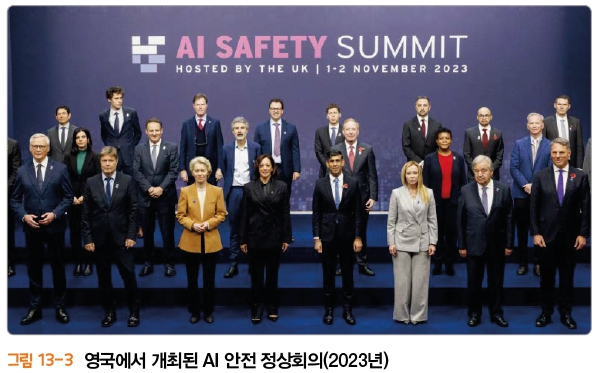 AI SAFETY SUMMIT
HOSTED BY THE UK | 1-2 NOVEMBER 2023
그림 13-3 영국에서 개최된 AI 안전 정상회의(2023년)